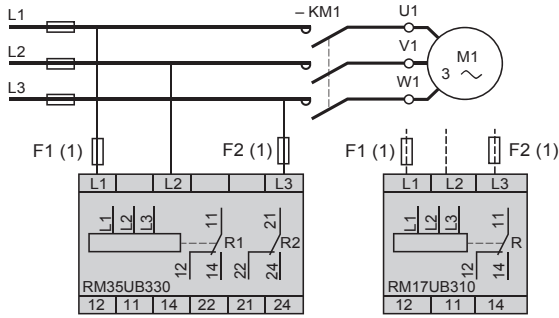 L1 – KM1 U1
L2 V1 M1
3
L3 W1
F1 (1) F2 (1) F1 (1) F2 (1)
L1 L2 L3 L1 L2 L3
L1 L2 L3 11 21 L1 L2 L3 11
R1 R2 R
12 14 22 24 12 14
RM35UB330 RM17UB310
12 11 14 22 21 24 12 11 14